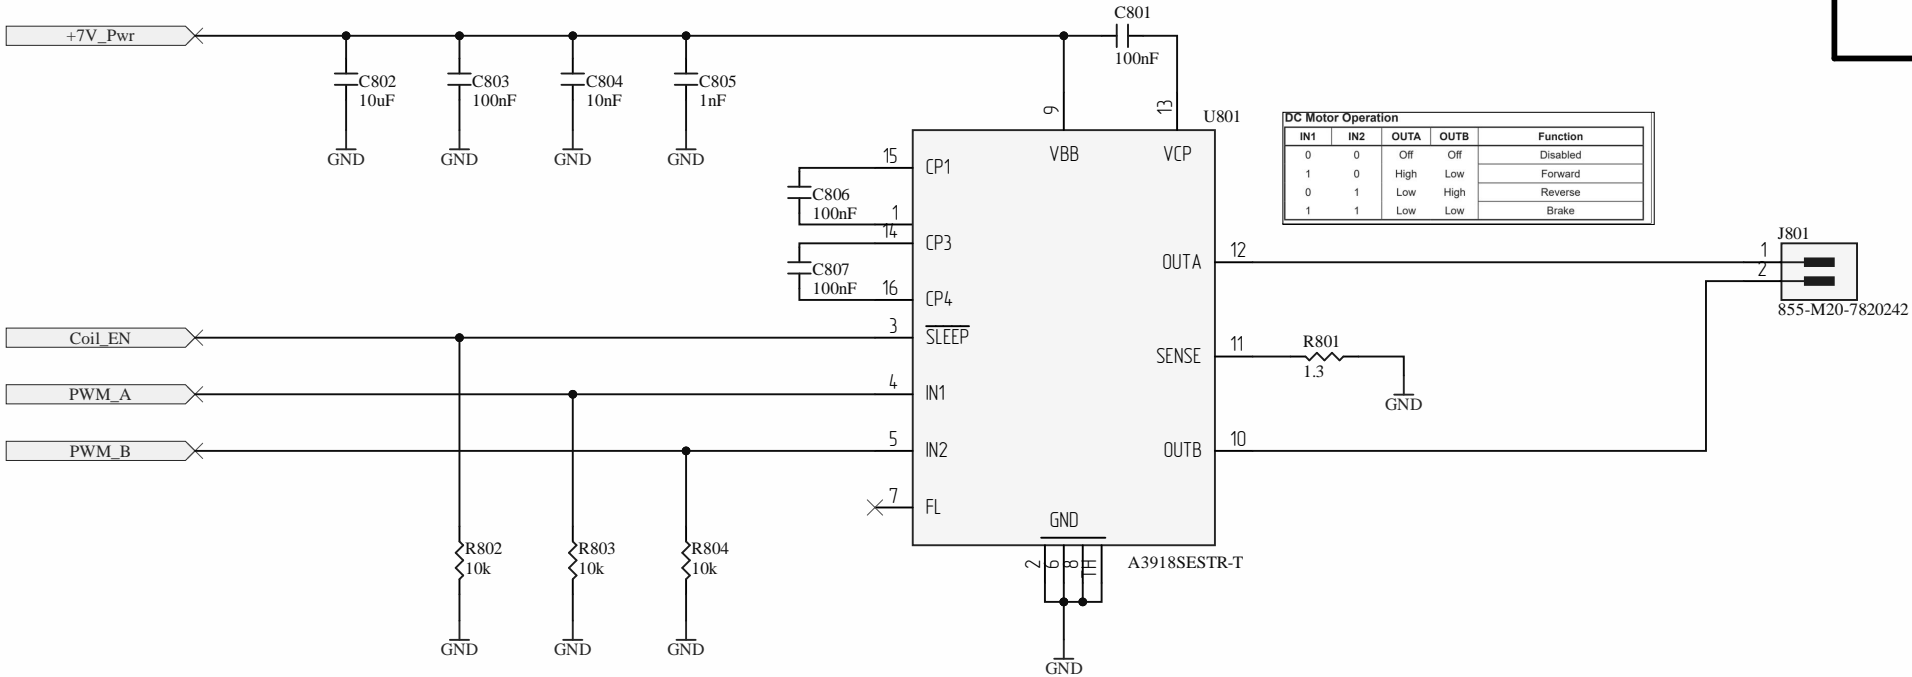 C801
+7V_Pwr
100nF
C802
10uF
C803
100nF
C804
10nF
C805
1nF
GND
GND
GND
GND
9
13
U801
VBB
VCP
DC Motor Operation
IN1 IN2 OUTA OUTB Function
0 0 Off Off Disabled
1 0 High Low Forward
0 1 Low High Reverse
1 1 Low Low Brake
15
CP1
C806
100nF
1
14
CP3
C807
100nF
16
CP4
OUTA
12
J801
1
2
855-M20-7820242
Coil_EN
3
SLEEP
SENSE
11
R801
1.3
GND
PWM_A
4
IN1
PWM_B
5
IN2
OUTB
10
7
FL
GND
R802
10k
R803
10k
R804
10k
2
6
8
TH
A3918SESTR-T
GND
GND
GND
GND